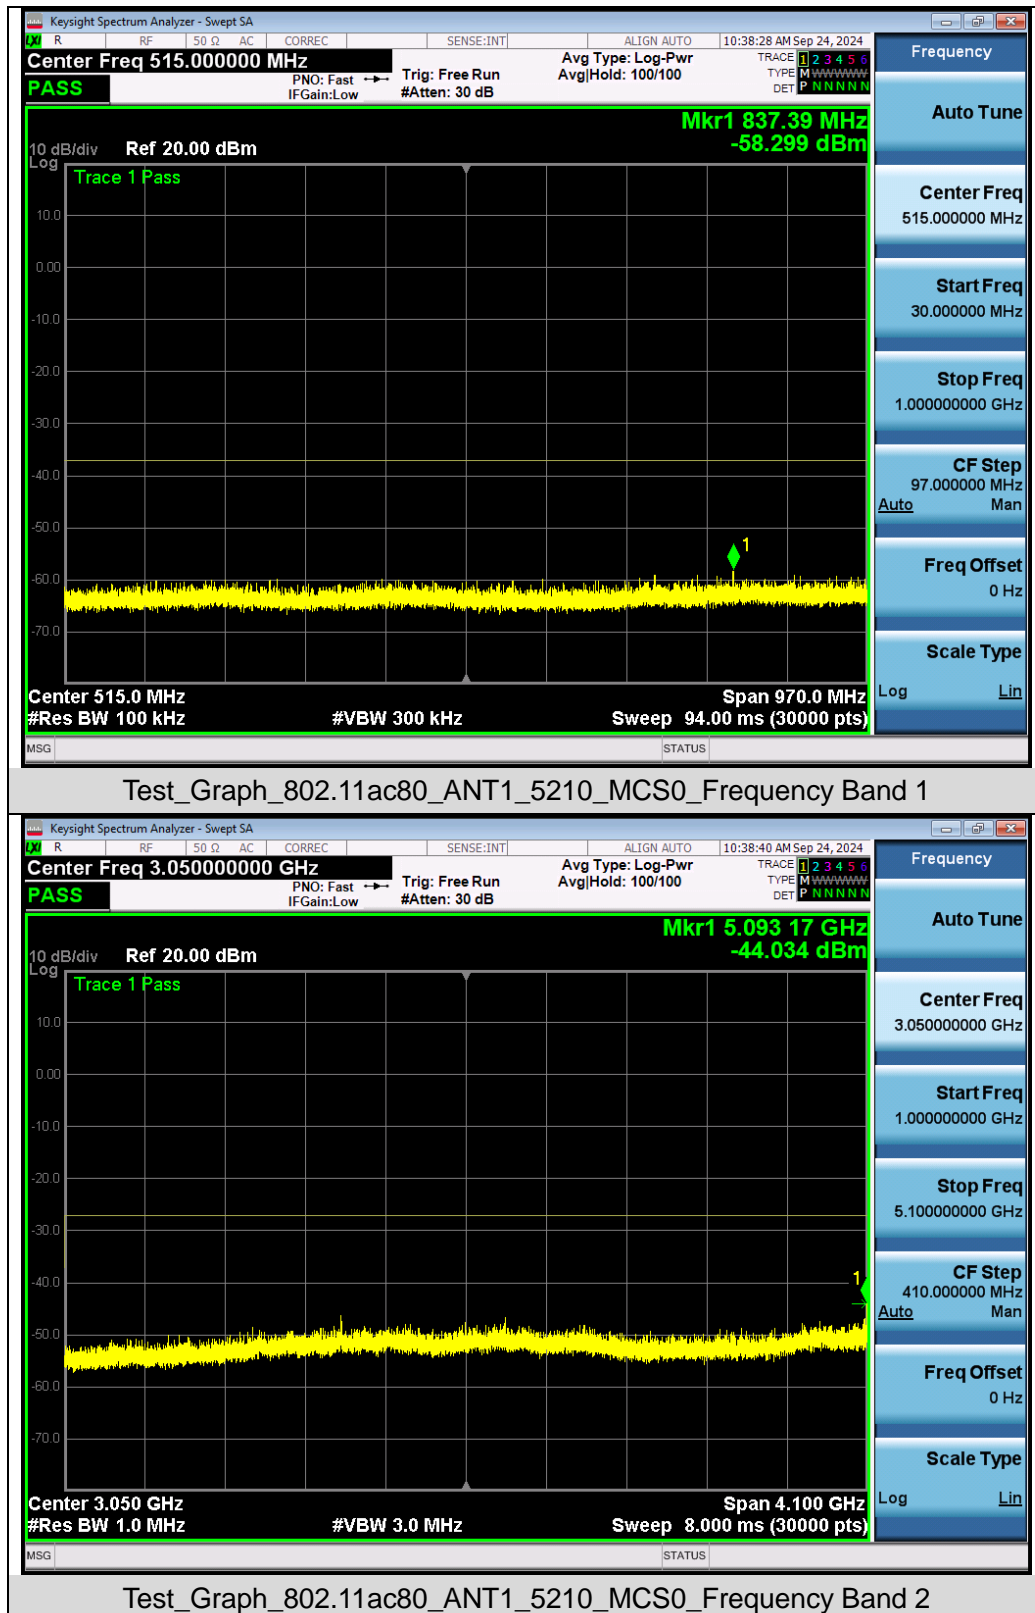 Keysight Spectrum Analyzer - Swept SA
LXI R RF 50 Ω AC CORREC SENSE:INT ALIGN AUTO 10:38:28 AM Sep 24, 2024
Center Freq 515.000000 MHz
PASS
PNO: Fast
IFGain:Low
Trig: Free Run
#Atten: 30 dB
Avg Type: Log-Pwr
Avg|Hold: 100/100
TRACE 1 2 3 4 5 6
TYPE M WWWWW
DET P N N N N N
Mkr1 837.39 MHz
-58.299 dBm
10 dB/div Ref 20.00 dBm
Log
Trace 1 Pass
10.0
0.00
-10.0
-20.0
-30.0
-40.0
-50.0
-60.0
-70.0
1
Center 515.0 MHz Span 970.0 MHz
#Res BW 100 kHz #VBW 300 kHz Sweep 94.00 ms (30000 pts)
MSG STATUS
Frequency
Auto Tune
Center Freq
515.000000 MHz
Start Freq
30.000000 MHz
Stop Freq
1.000000000 GHz
CF Step
97.000000 MHz
Auto Man
Freq Offset
0 Hz
Scale Type
Log Lin
Test_Graph_802.11ac80_ANT1_5210_MCS0_Frequency Band 1
Keysight Spectrum Analyzer - Swept SA
LXI R RF 50 Ω AC CORREC SENSE:INT ALIGN AUTO 10:38:40 AM Sep 24, 2024
Center Freq 3.050000000 GHz
PASS
PNO: Fast
IFGain:Low
Trig: Free Run
#Atten: 30 dB
Avg Type: Log-Pwr
Avg|Hold: 100/100
TRACE 1 2 3 4 5 6
TYPE M WWWWW
DET P N N N N N
Mkr1 5.093 17 GHz
-44.034 dBm
10 dB/div Ref 20.00 dBm
Log
Trace 1 Pass
10.0
0.00
-10.0
-20.0
-30.0
-40.0
-50.0
-60.0
-70.0
1
Center 3.050 GHz Span 4.100 GHz
#Res BW 1.0 MHz #VBW 3.0 MHz Sweep 8.000 ms (30000 pts)
MSG STATUS
Frequency
Auto Tune
Center Freq
3.050000000 GHz
Start Freq
1.000000000 GHz
Stop Freq
5.100000000 GHz
CF Step
410.000000 MHz
Auto Man
Freq Offset
0 Hz
Scale Type
Log Lin
Test_Graph_802.11ac80_ANT1_5210_MCS0_Frequency Band 2